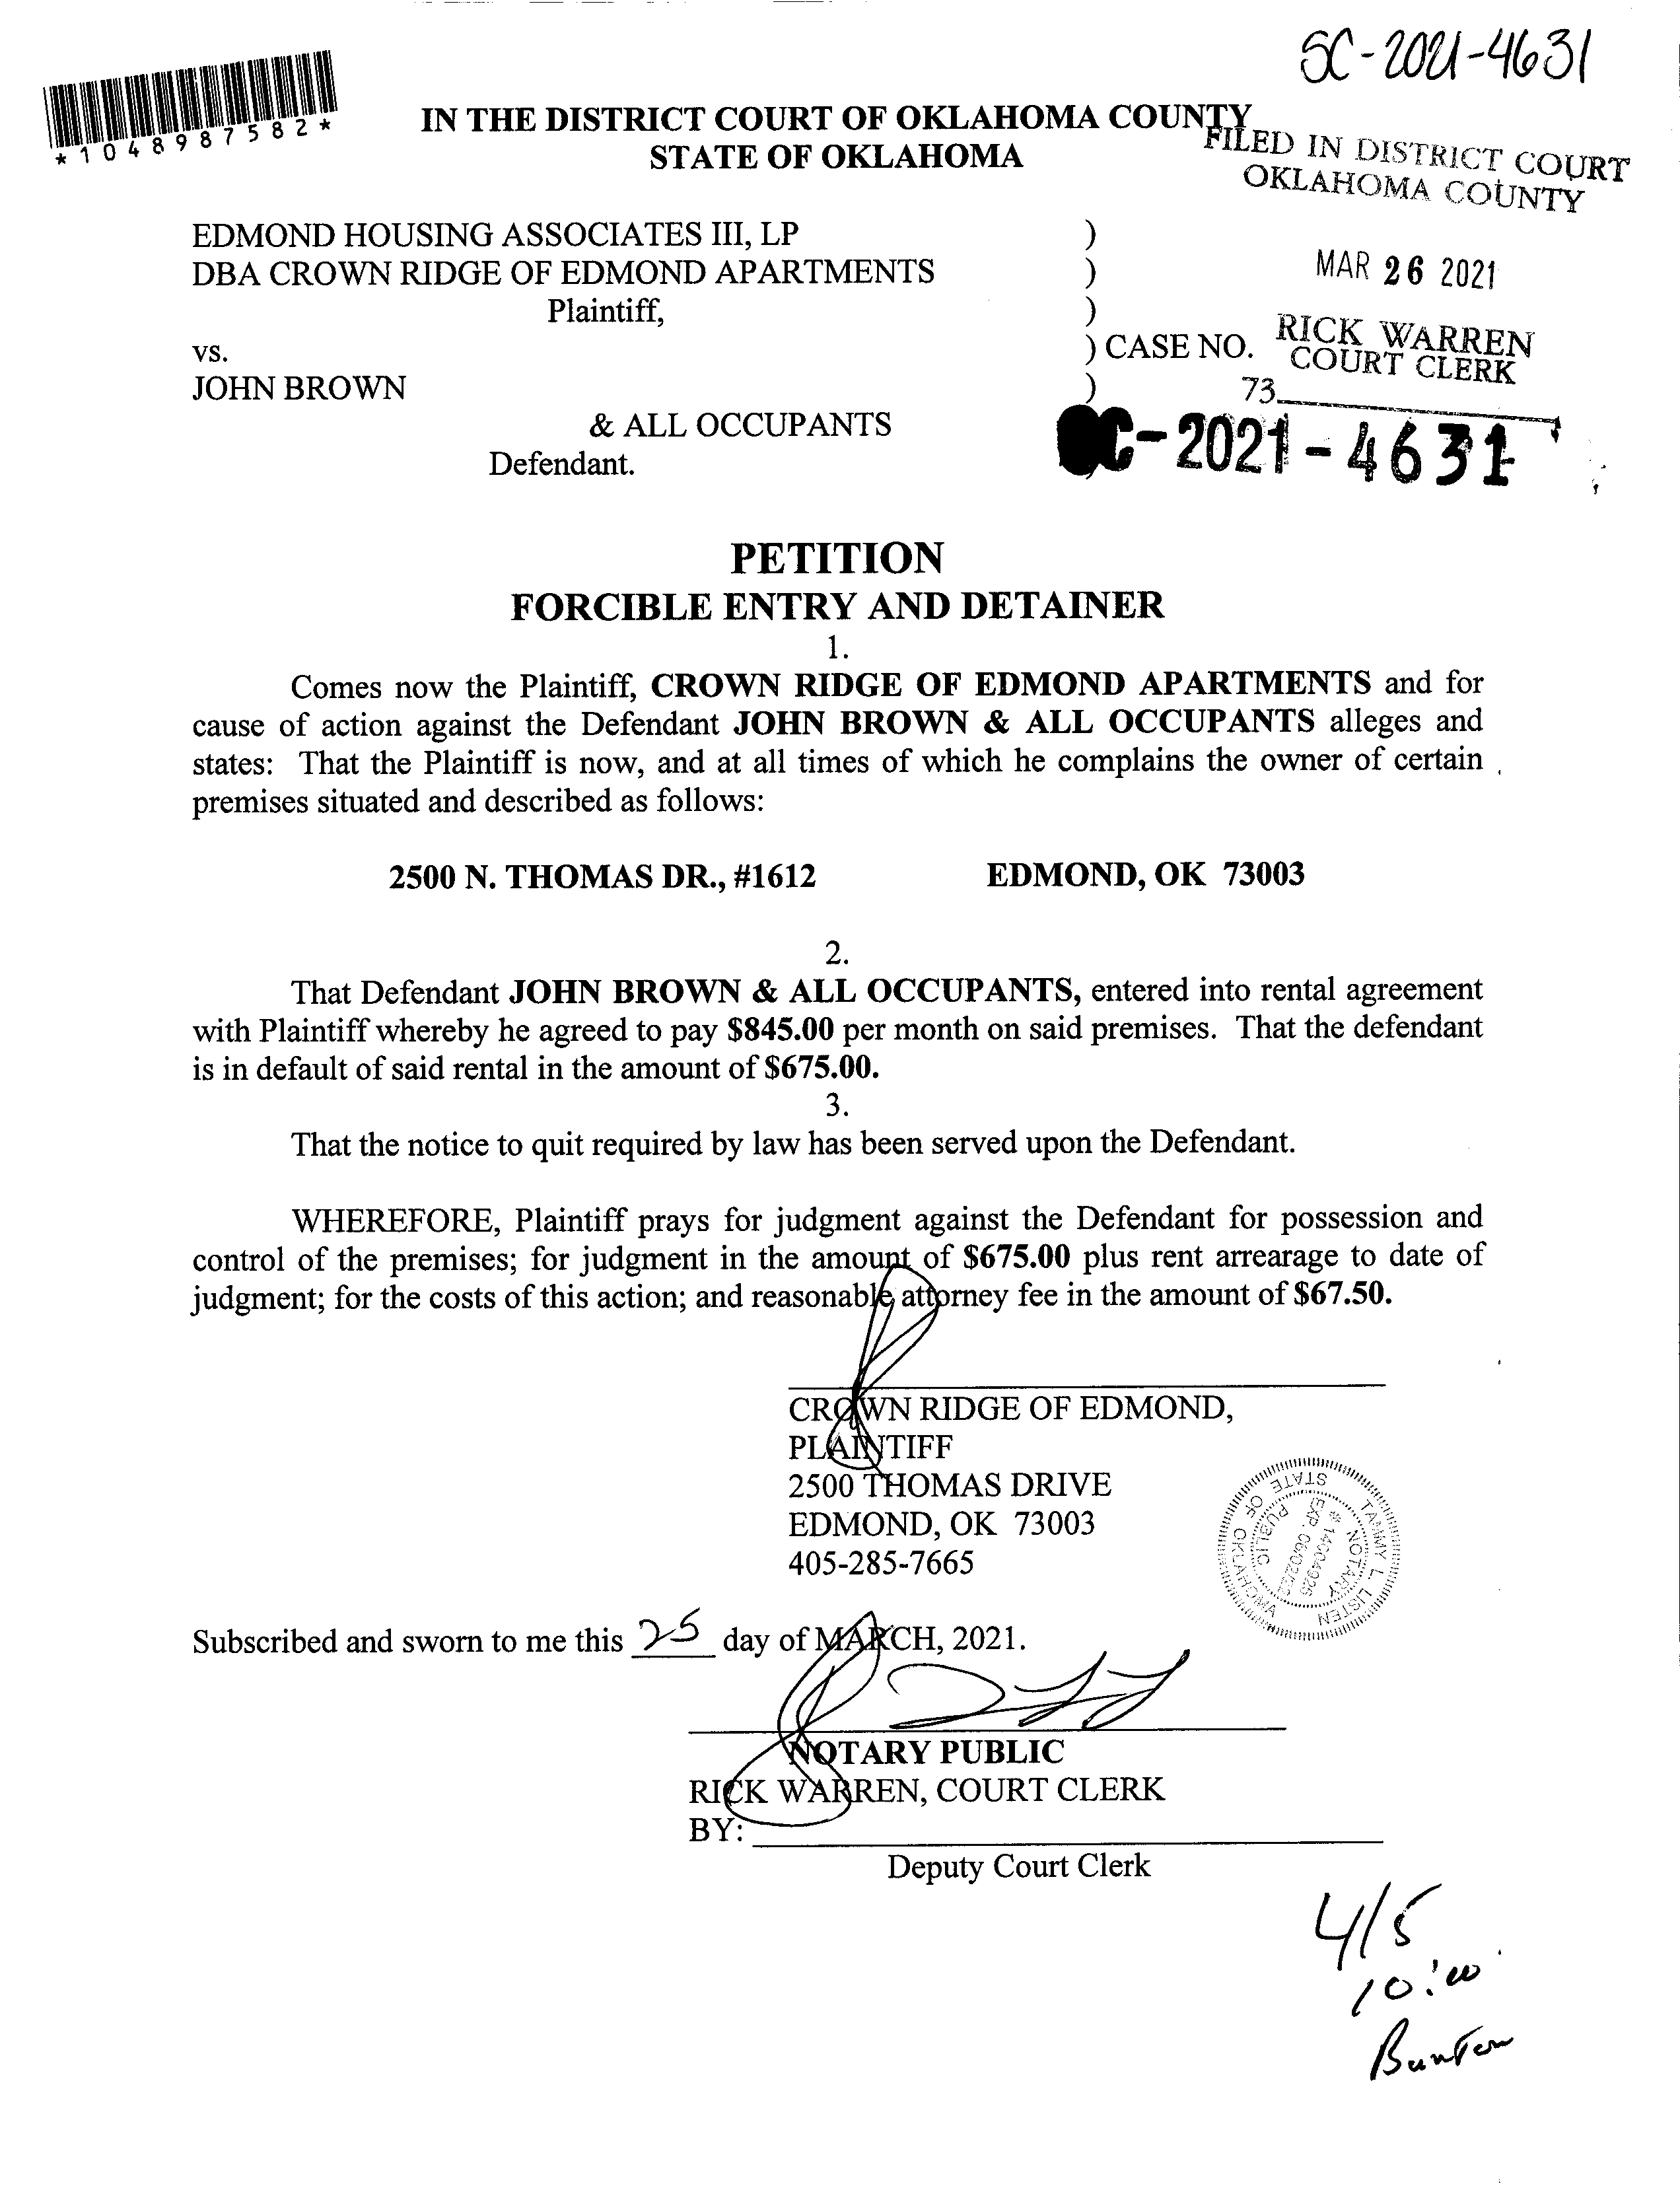 SC-2021-4631
*1048987582*
IN THE DISTRICT COURT OF OKLAHOMA COUNTY
STATE OF OKLAHOMA
FILED IN DISTRICT COURT
OKLAHOMA COUNTY
EDMOND HOUSING ASSOCIATES III, LP )
DBA CROWN RIDGE OF EDMOND APARTMENTS )
MAR 26 2021
Plaintiff, )
RICK WARREN
COURT CLERK
vs. ) CASE NO.
JOHN BROWN )
73
& ALL OCCUPANTS
C-2021-4631
Defendant.
PETITION
FORCIBLE ENTRY AND DETAINER
1.
Comes now the Plaintiff, CROWN RIDGE OF EDMOND APARTMENTS and for
cause of action against the Defendant JOHN BROWN & ALL OCCUPANTS alleges and
states: That the Plaintiff is now, and at all times of which he complains the owner of certain
premises situated and described as follows:
2500 N. THOMAS DR., #1612 EDMOND, OK 73003
2.
That Defendant JOHN BROWN & ALL OCCUPANTS, entered into rental agreement
with Plaintiff whereby he agreed to pay $845.00 per month on said premises. That the defendant
is in default of said rental in the amount of $675.00.
3.
That the notice to quit required by law has been served upon the Defendant.
WHEREFORE, Plaintiff prays for judgment against the Defendant for possession and
control of the premises; for judgment in the amount of $675.00 plus rent arrearage to date of
judgment; for the costs of this action; and reasonable attorney fee in the amount of $67.50.
CROWN RIDGE OF EDMOND,
PLAINTIFF
2500 THOMAS DRIVE
EDMOND, OK 73003
405-285-7665
TAMMY L. LISTEN
STATE OF OKLAHOMA
NOTARY PUBLIC
# 14004925
Subscribed and sworn to me this 25 day of MARCH, 2021.
NOTARY PUBLIC
RICK WARREN, COURT CLERK
BY:
Deputy Court Clerk
4/5
10:00
Bunton